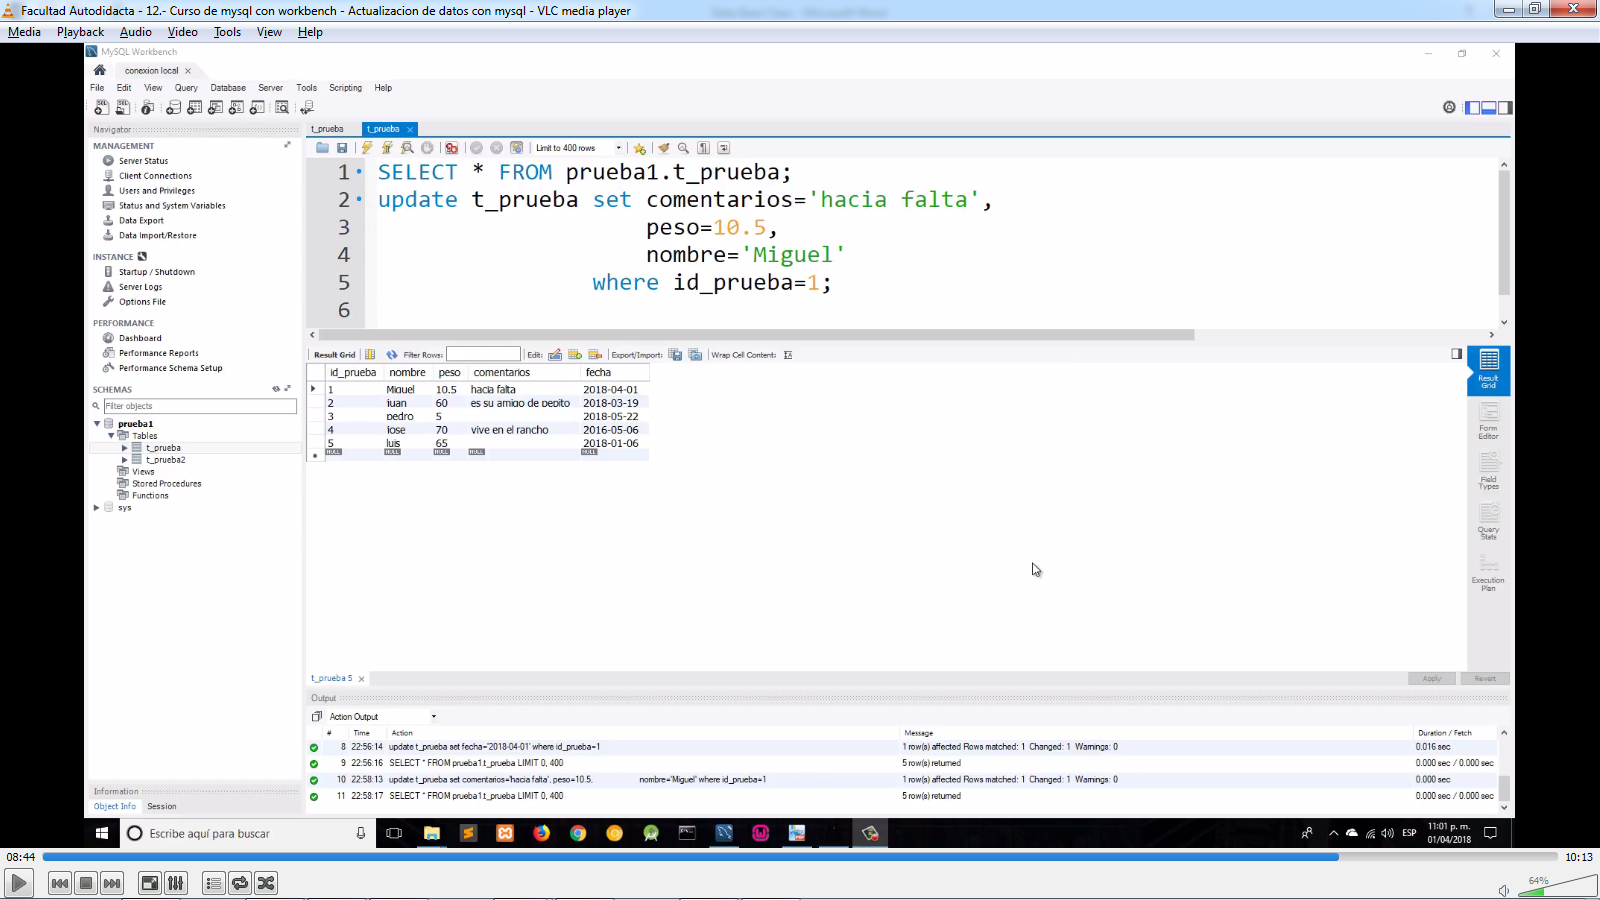 Facultad Autodidacta - 12.- Curso de mysql con workbench - Actualizacion de datos con mysql - VLC media player
Media Playback Audio Video Tools View Help
MySQL Workbench
conexion local
File Edit View Query Database Server Tools Scripting Help
Navigator
MANAGEMENT
Server Status
Client Connections
Users and Privileges
Status and System Variables
Data Export
Data Import/Restore
INSTANCE
Startup / Shutdown
Server Logs
Options File
PERFORMANCE
Dashboard
Performance Reports
Performance Schema Setup
SCHEMAS
Filter objects
prueba1
Tables
t_prueba
t_prueba2
Views
Stored Procedures
Functions
sys
Information
Object Info Session
t_prueba t_prueba
Limit to 400 rows
1 SELECT * FROM prueba1.t_prueba;
2 update t_prueba set comentarios='hacia falta',
3 peso=10.5,
4 nombre='Miguel'
5 where id_prueba=1;
6
Result Grid Filter Rows: Edit: Export/Import: Wrap Cell Content:
id_prueba nombre peso comentarios fecha
1 Miguel 10.5 hacia falta 2018-04-01
2 juan 60 es su amigo de pepito 2018-03-19
3 pedro 5 2018-05-22
4 jose 70 vive en el rancho 2016-05-06
5 luis 65 2018-01-06
NULL NULL NULL NULL NULL
Result Grid
Form Editor
Field Types
Query Stats
Execution Plan
t_prueba 5
Apply Revert
Output
Action Output
# Time Action Message Duration / Fetch
8 22:56:14 update t_prueba set fecha='2018-04-01' where id_prueba=1 1 row(s) affected Rows matched: 1 Changed: 1 Warnings: 0 0.016 sec
9 22:56:16 SELECT * FROM prueba1.t_prueba LIMIT 0, 400 5 row(s) returned 0.000 sec / 0.000 sec
10 22:58:13 update t_prueba set comentarios='hacia falta', peso=10.5, nombre='Miguel' where id_prueba=1 1 row(s) affected Rows matched: 1 Changed: 1 Warnings: 0 0.000 sec
11 22:58:17 SELECT * FROM prueba1.t_prueba LIMIT 0, 400 5 row(s) returned 0.000 sec / 0.000 sec
Escribe aquí para buscar
ESP
11:01 p. m.
01/04/2018
08:44 10:13
64%